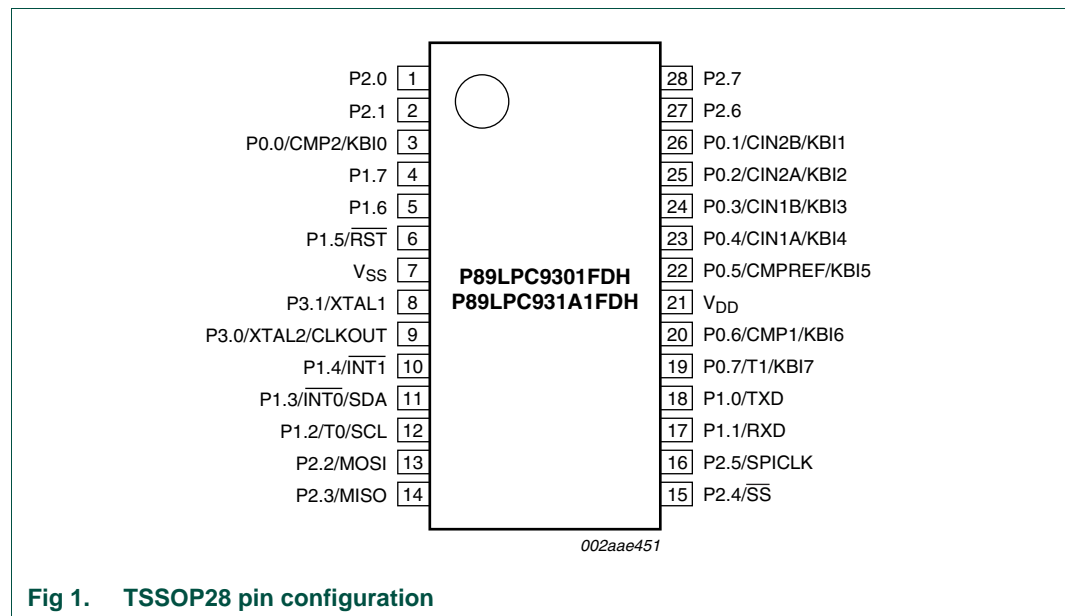 P2.0 1
P2.1 2
P0.0/CMP2/KBI0 3
P1.7 4
P1.6 5
P1.5/R̅S̅T̅ 6
VSS 7
P3.1/XTAL1 8
P3.0/XTAL2/CLKOUT 9
P1.4/I̅N̅T̅1̅ 10
P1.3/I̅N̅T̅0̅/SDA 11
P1.2/T0/SCL 12
P2.2/MOSI 13
P2.3/MISO 14
P89LPC9301FDH
P89LPC931A1FDH
28 P2.7
27 P2.6
26 P0.1/CIN2B/KBI1
25 P0.2/CIN2A/KBI2
24 P0.3/CIN1B/KBI3
23 P0.4/CIN1A/KBI4
22 P0.5/CMPREF/KBI5
21 VDD
20 P0.6/CMP1/KBI6
19 P0.7/T1/KBI7
18 P1.0/TXD
17 P1.1/RXD
16 P2.5/SPICLK
15 P2.4/S̅S̅
002aae451
Fig 1. TSSOP28 pin configuration